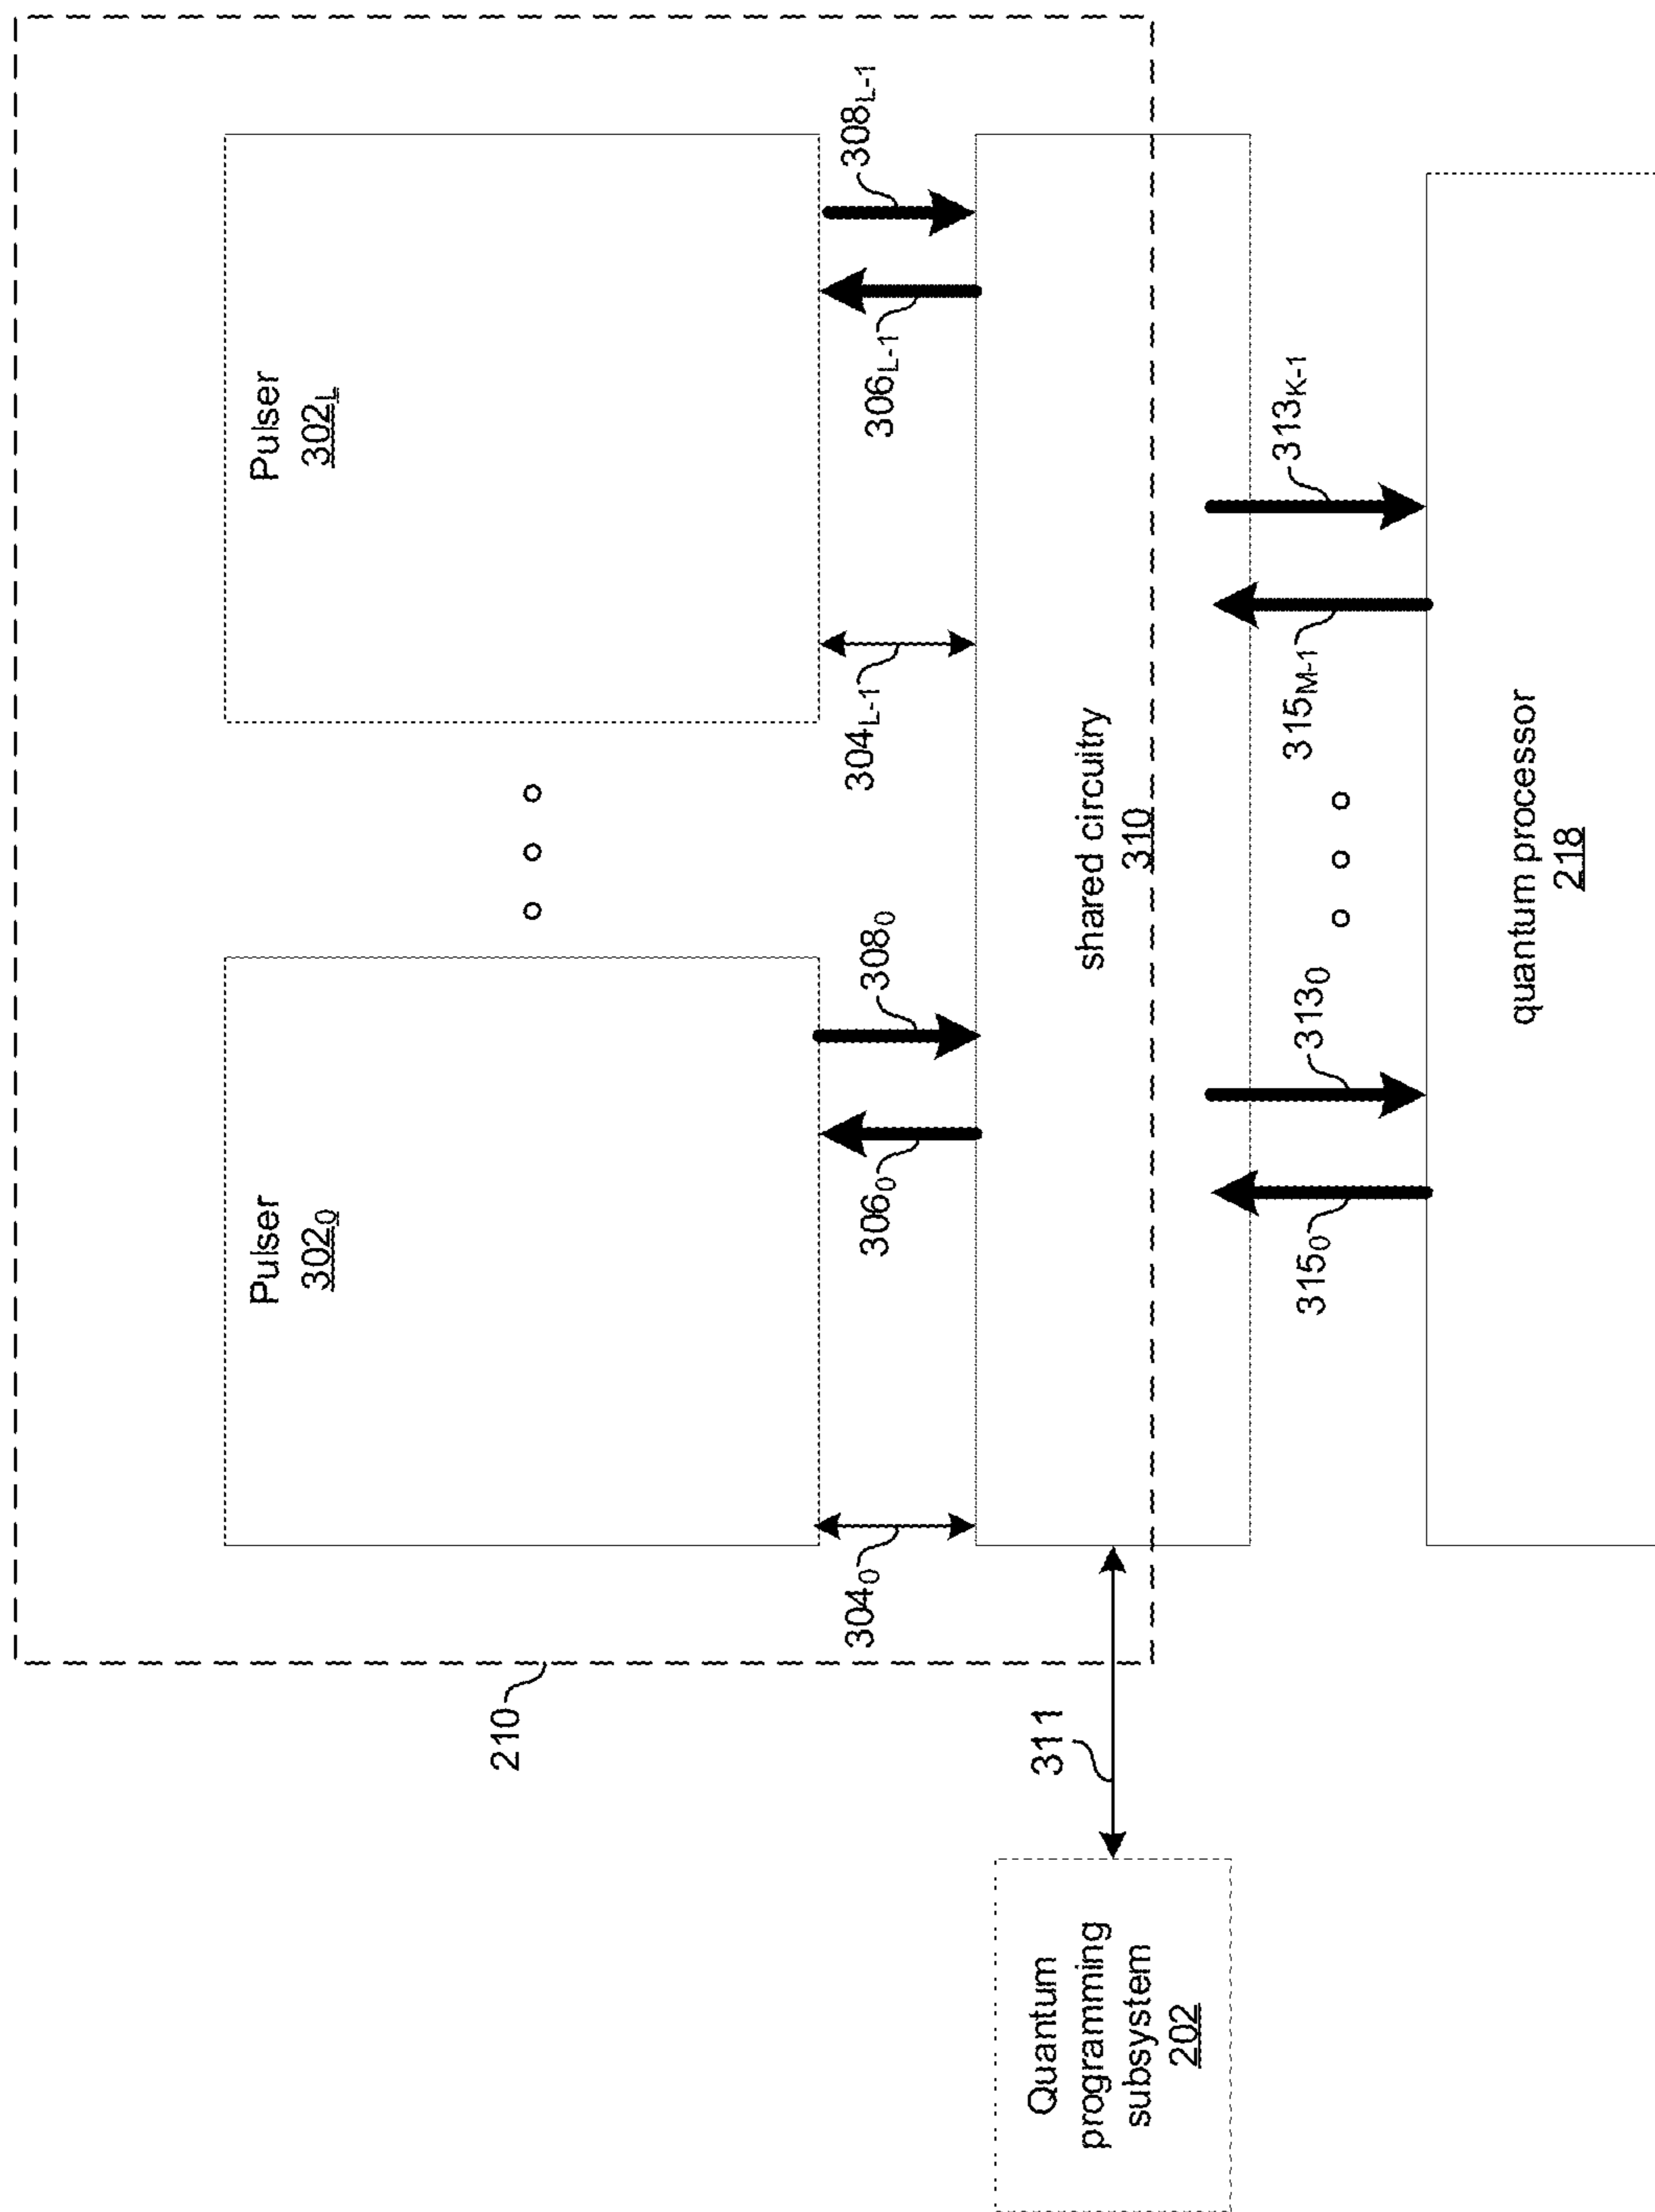 210
Pulser
302₀
Pulser
302L
304₀
306₀
308₀
304L-1
306L-1
308L-1
311
Quantum
programming
subsystem
202
shared circuitry
310
315₀
313₀
315M-1
313K-1
quantum processor
218